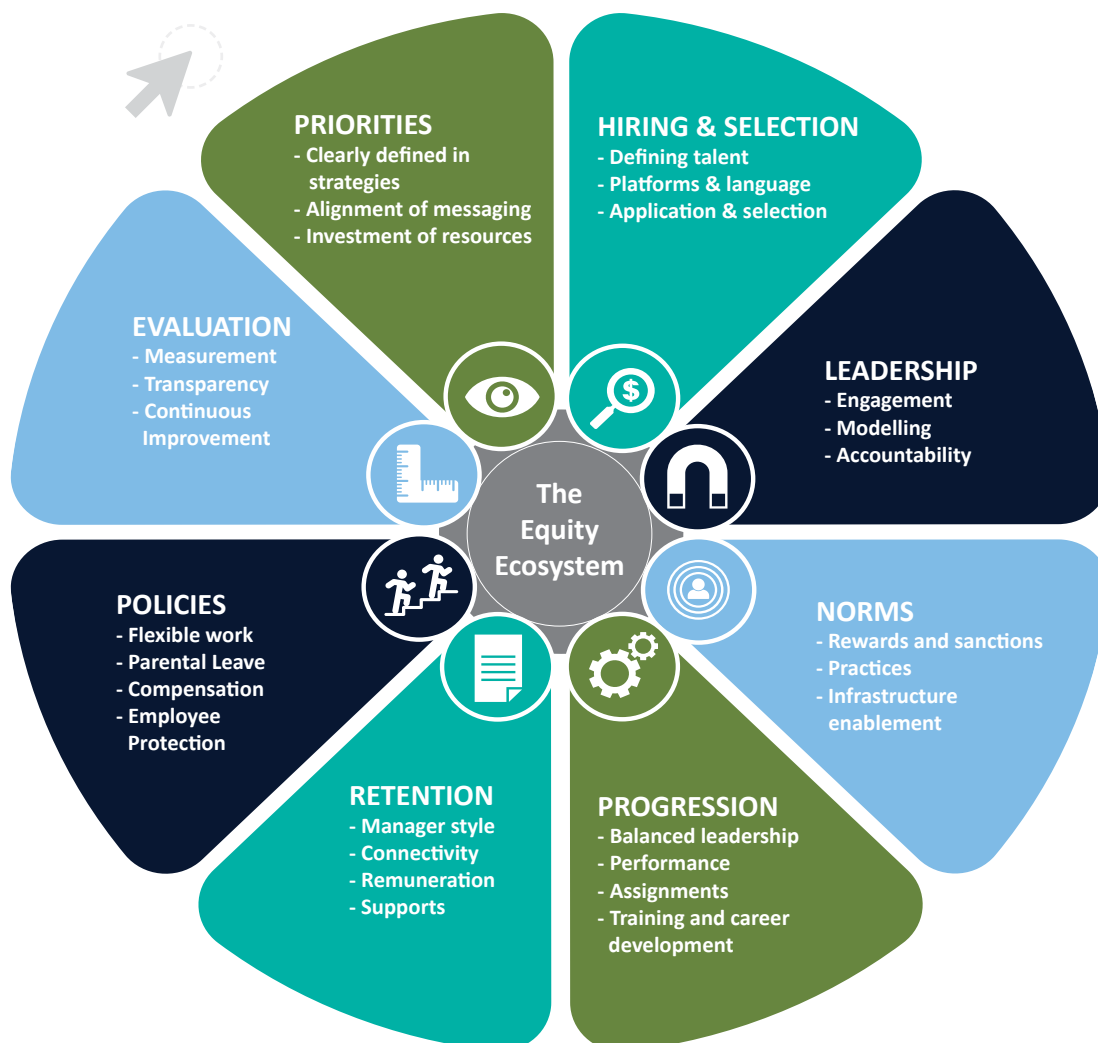 PRIORITIES
- Clearly defined in
strategies
- Alignment of messaging
- Investment of resources
HIRING & SELECTION
- Defining talent
- Platforms & language
- Application & selection
EVALUATION
- Measurement
- Transparency
- Continuous
Improvement
LEADERSHIP
- Engagement
- Modelling
- Accountability
$
The
Equity
Ecosystem
POLICIES
- Flexible work
- Parental Leave
- Compensation
- Employee
Protection
NORMS
- Rewards and sanctions
- Practices
- Infrastructure
enablement
RETENTION
- Manager style
- Connectivity
- Remuneration
- Supports
PROGRESSION
- Balanced leadership
- Performance
- Assignments
- Training and career
development